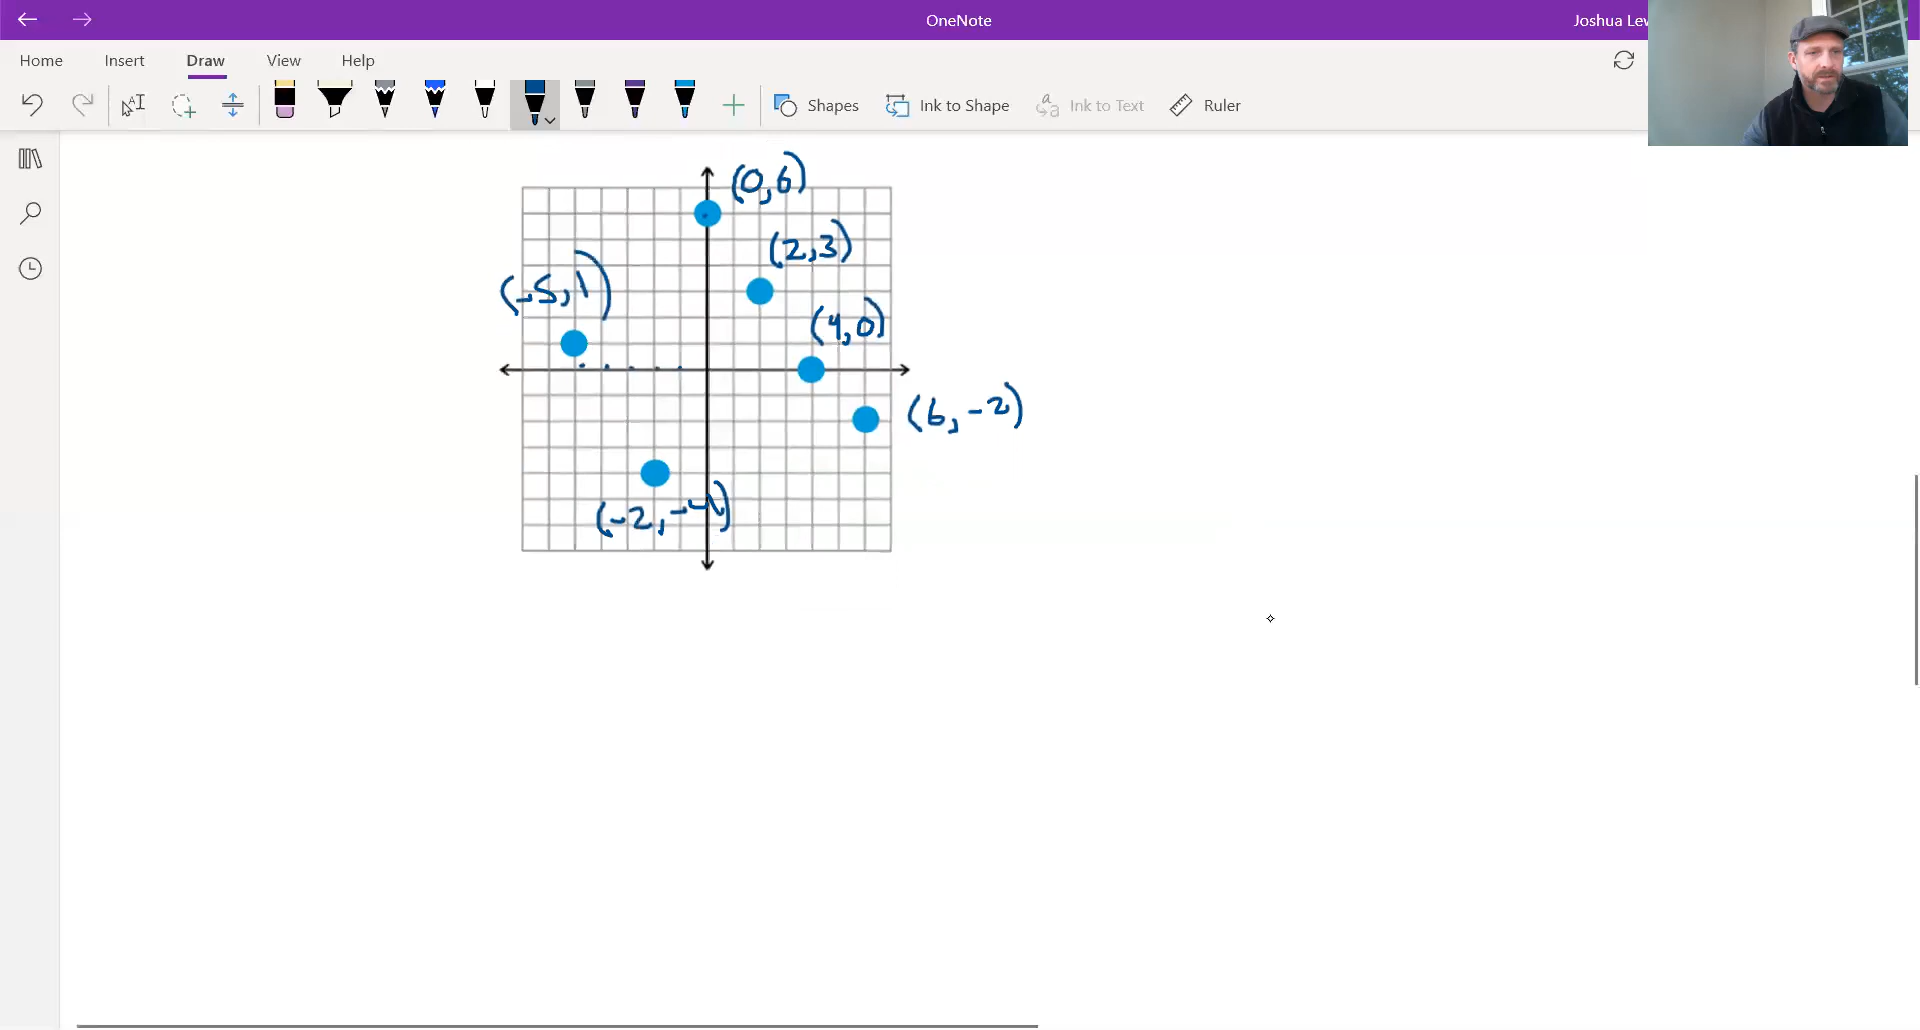 OneNote
Joshua Lew
Home Insert Draw View Help
Shapes Ink to Shape Ink to Text Ruler
(0,6)
(2,3)
(-5,1)
(4,0)
(6,-2)
(-2,-4)